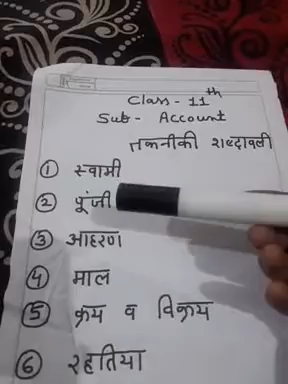 Class - 11th
Sub - Account
तकनीकी शब्दावली
① स्वामी
② पूंजी
③ आहरण
④ माल
⑤ क्रय व विक्रय
⑥ रहतिया